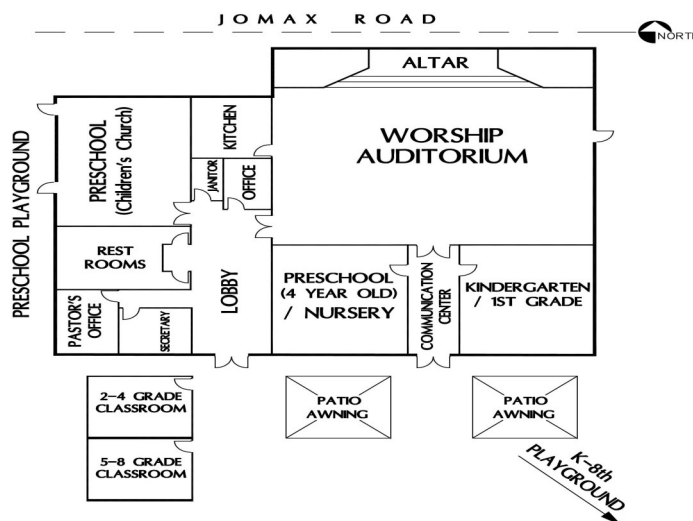 JOMAX ROAD
NORTH
ALTAR
WORSHIP
AUDITORIUM
KITCHEN
PRESCHOOL
(Children's Church)
PRESCHOOL PLAYGROUND
JANITOR
OFFICE
REST
ROOMS
LOBBY
PRESCHOOL
(4 YEAR OLD)
/ NURSERY
COMMUNICATION
CENTER
KINDERGARTEN
/ 1ST GRADE
PASTOR'S
OFFICE
SECRETARY
2-4 GRADE
CLASSROOM
PATIO
AWNING
PATIO
AWNING
5-8 GRADE
CLASSROOM
K-8th
PLAYGROUND